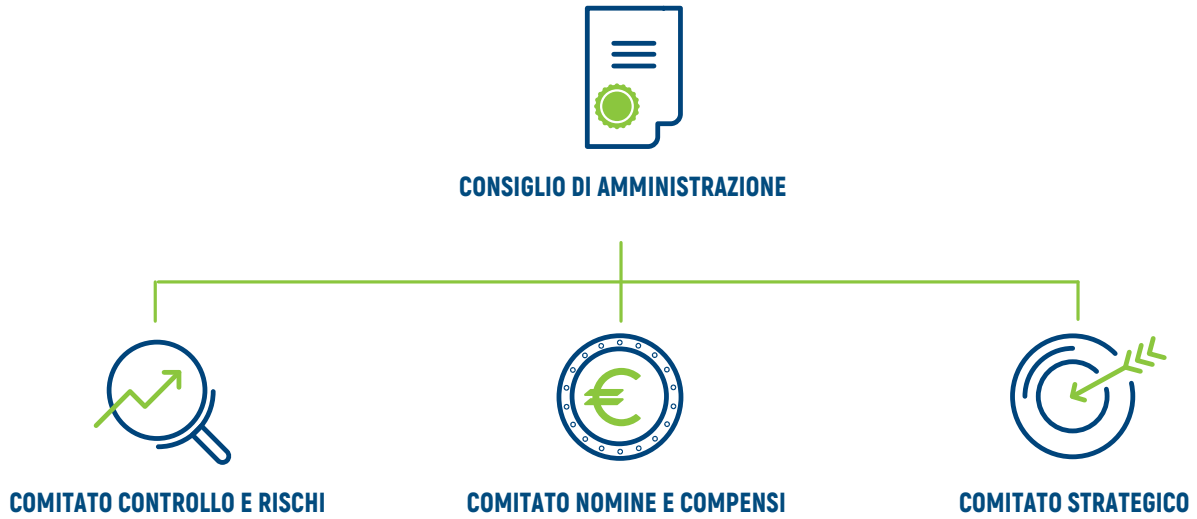 CONSIGLIO DI AMMINISTRAZIONE
COMITATO CONTROLLO E RISCHI
COMITATO NOMINE E COMPENSI
COMITATO STRATEGICO